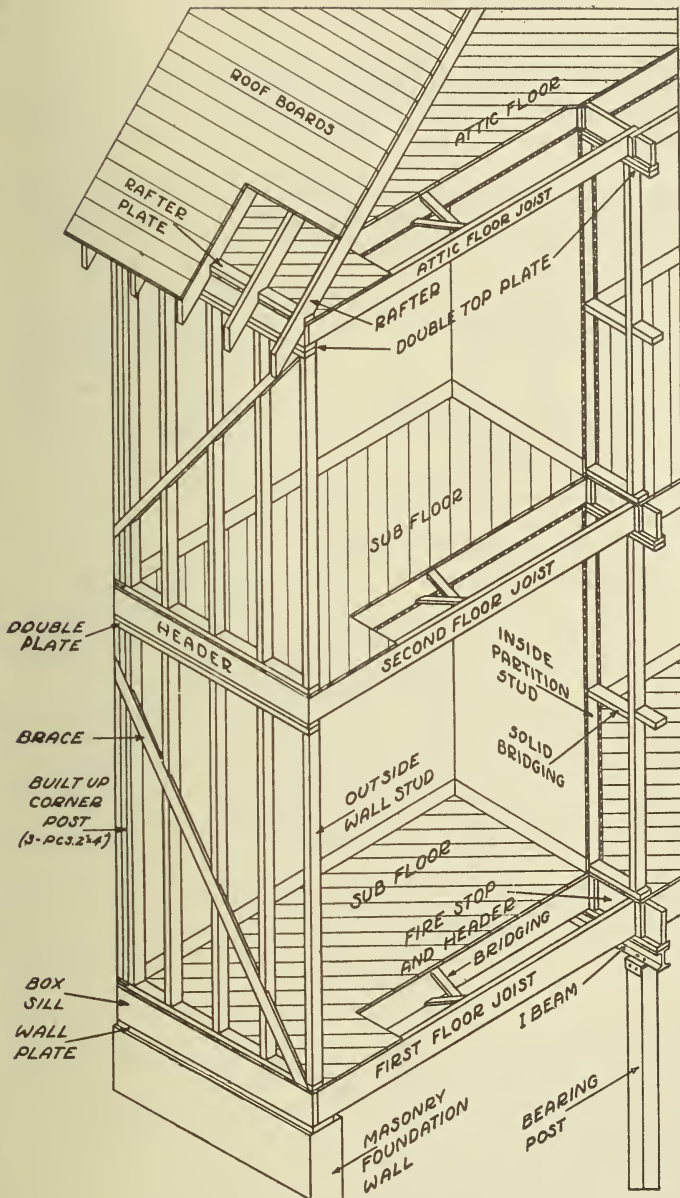 ROOF BOARDS
ATTIC FLOOR
RAFTER
PLATE
ATTIC FLOOR JOIST
RAFTER
DOUBLE TOP PLATE
SUB FLOOR
DOUBLE
PLATE
HEADER
SECOND FLOOR JOIST
INSIDE
PARTITION
STUD
BRACE
SOLID
BRIDGING
BUILT UP
CORNER
POST
(3-PCS. 2"x4")
OUTSIDE
WALL STUD
SUB FLOOR
FIRE STOP
AND HEADER
BRIDGING
BOX
SILL
WALL
PLATE
FIRST FLOOR JOIST
I BEAM
MASONRY
FOUNDATION
WALL
BEARING
POST